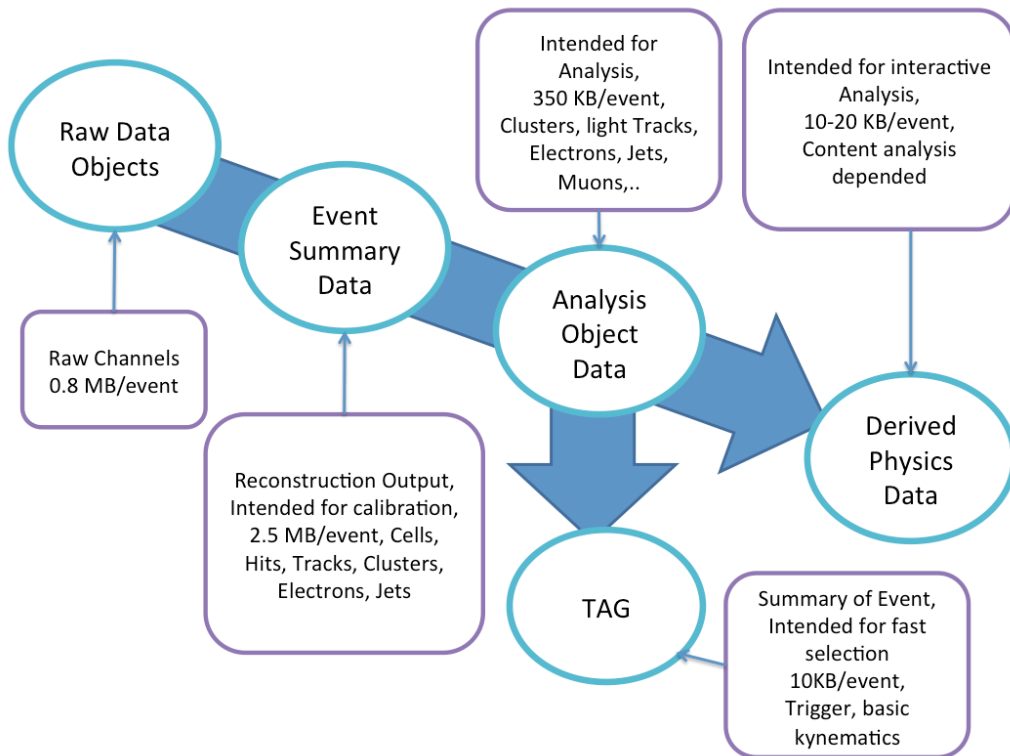 Raw Data
Objects
Raw Channels
0.8 MB/event
Event
Summary
Data
Reconstruction Output,
Intended for calibration,
2.5 MB/event, Cells,
Hits, Tracks, Clusters,
Electrons, Jets
Intended for
Analysis,
350 KB/event,
Clusters, light Tracks,
Electrons, Jets,
Muons,..
Analysis
Object
Data
Intended for interactive
Analysis,
10-20 KB/event,
Content analysis
depended
Derived
Physics
Data
TAG
Summary of Event,
Intended for fast
selection
10KB/event,
Trigger, basic
kynematics